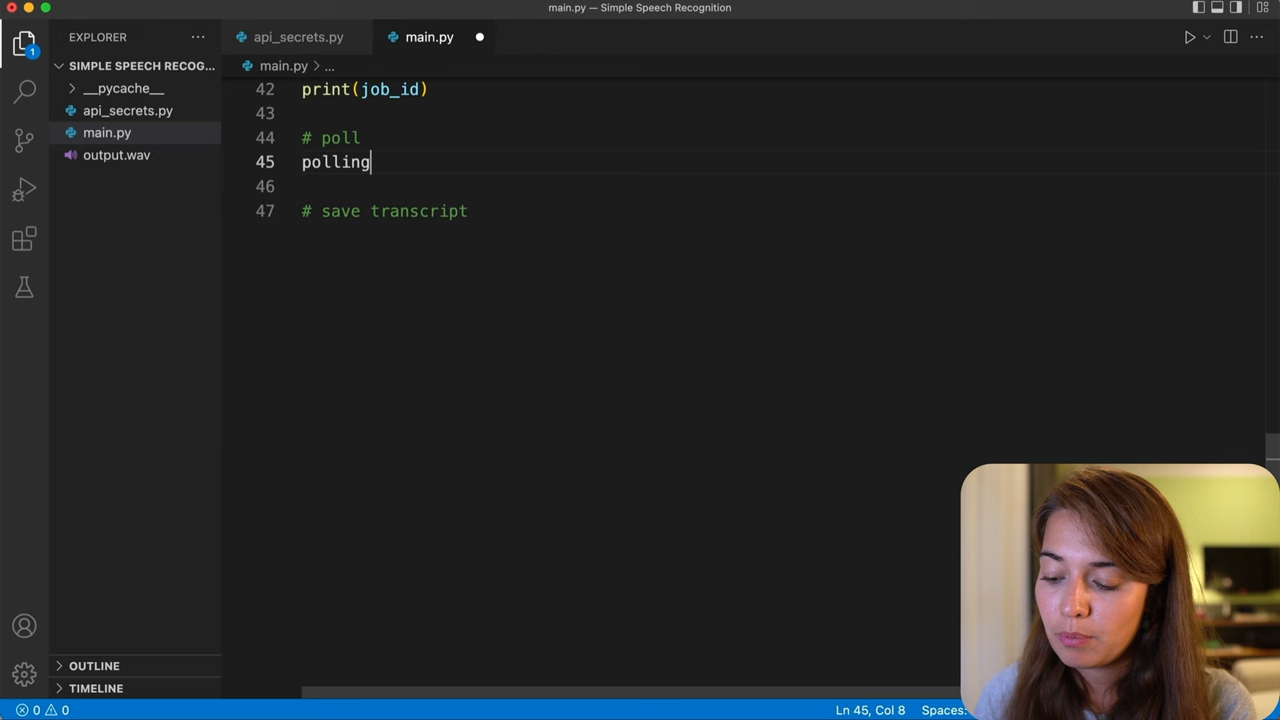 main.py — Simple Speech Recognition
EXPLORER
api_secrets.py
main.py
1
SIMPLE SPEECH RECOG...
main.py > ...
__pycache__
api_secrets.py
main.py
output.wav
42 print(job_id)
43
44 # poll
45 polling
46
47 # save transcript
OUTLINE
TIMELINE
0 0
Ln 45, Col 8
Spaces: